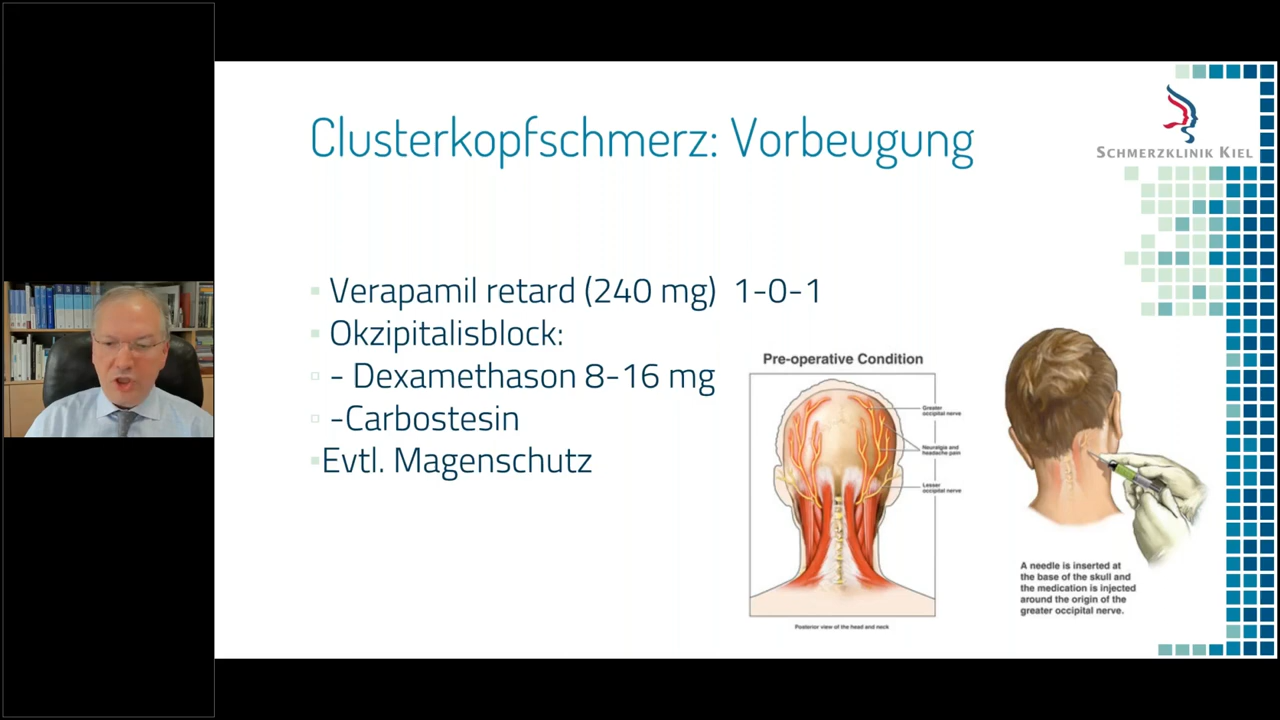 Clusterkopfschmerz: Vorbeugung
SCHMERZKLINIK KIEL
Verapamil retard (240 mg) 1-0-1
Okzipitalisblock:
- Dexamethason 8-16 mg
-Carbostesin
Evtl. Magenschutz
Pre-operative Condition
Greater
occipital nerve
Neuralgia and
headache pain
Lesser
occipital nerve
Posterior view of the head and neck
A needle is inserted at
the base of the skull and
the medication is injected
around the origin of the
greater occipital nerve.